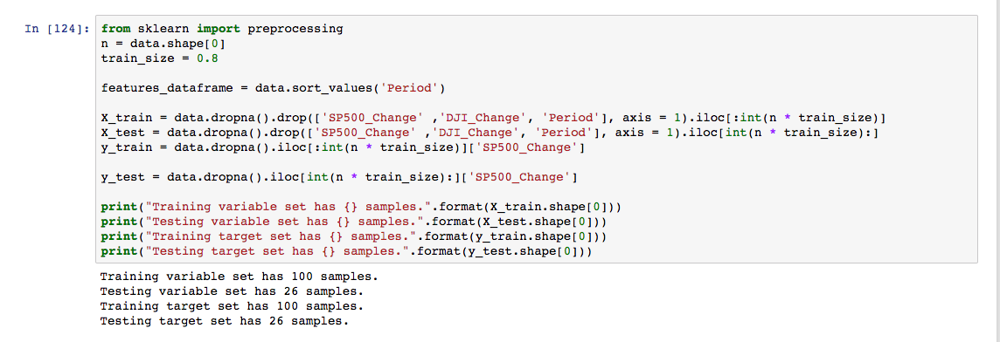 In [124]: from sklearn import preprocessing
n = data.shape[0]
train_size = 0.8
features_dataframe = data.sort_values('Period')
X_train = data.dropna().drop(['SP500_Change' ,'DJI_Change', 'Period'], axis = 1).iloc[:int(n * train_size)]
X_test = data.dropna().drop(['SP500_Change' ,'DJI_Change', 'Period'], axis = 1).iloc[int(n * train_size):]
y_train = data.dropna().iloc[:int(n * train_size)]['SP500_Change']
y_test = data.dropna().iloc[int(n * train_size):]['SP500_Change']
print("Training variable set has {} samples.".format(X_train.shape[0]))
print("Testing variable set has {} samples.".format(X_test.shape[0]))
print("Training target set has {} samples.".format(y_train.shape[0]))
print("Testing target set has {} samples.".format(y_test.shape[0]))
Training variable set has 100 samples.
Testing variable set has 26 samples.
Training target set has 100 samples.
Testing target set has 26 samples.